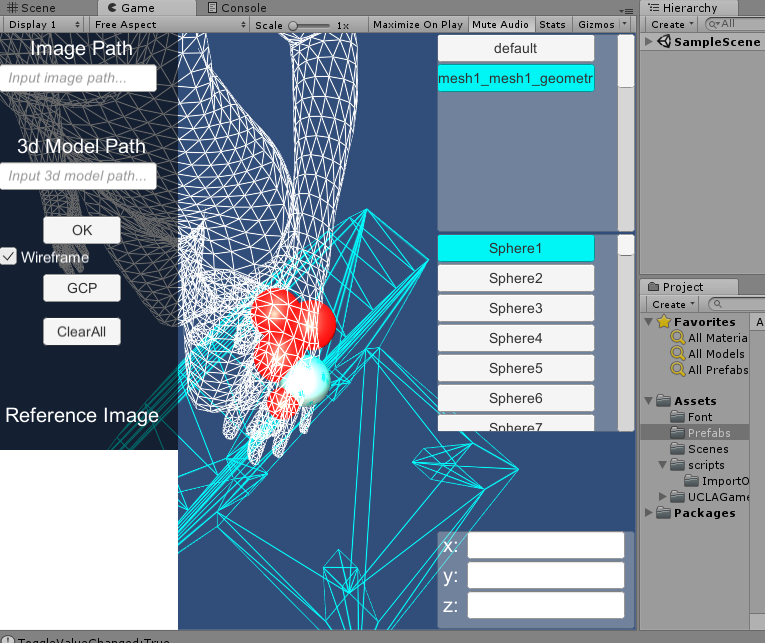 Scene
Game
Console
Display 1
Free Aspect
Scale
1x
Maximize On Play
Mute Audio
Stats
Gizmos
Image Path
Input image path...
3d Model Path
Input 3d model path...
OK
Wireframe
GCP
ClearAll
Reference Image
default
mesh1_mesh1_geometr
Sphere1
Sphere2
Sphere3
Sphere4
Sphere5
Sphere6
Sphere7
x:
y:
z:
Hierarchy
Create
All
SampleScene
Project
Create
Favorites
All Materia
All Models
All Prefabs
Assets
Font
Prefabs
Scenes
scripts
ImportO
UCLAGame
Packages
A
ToggleValueChanged:True